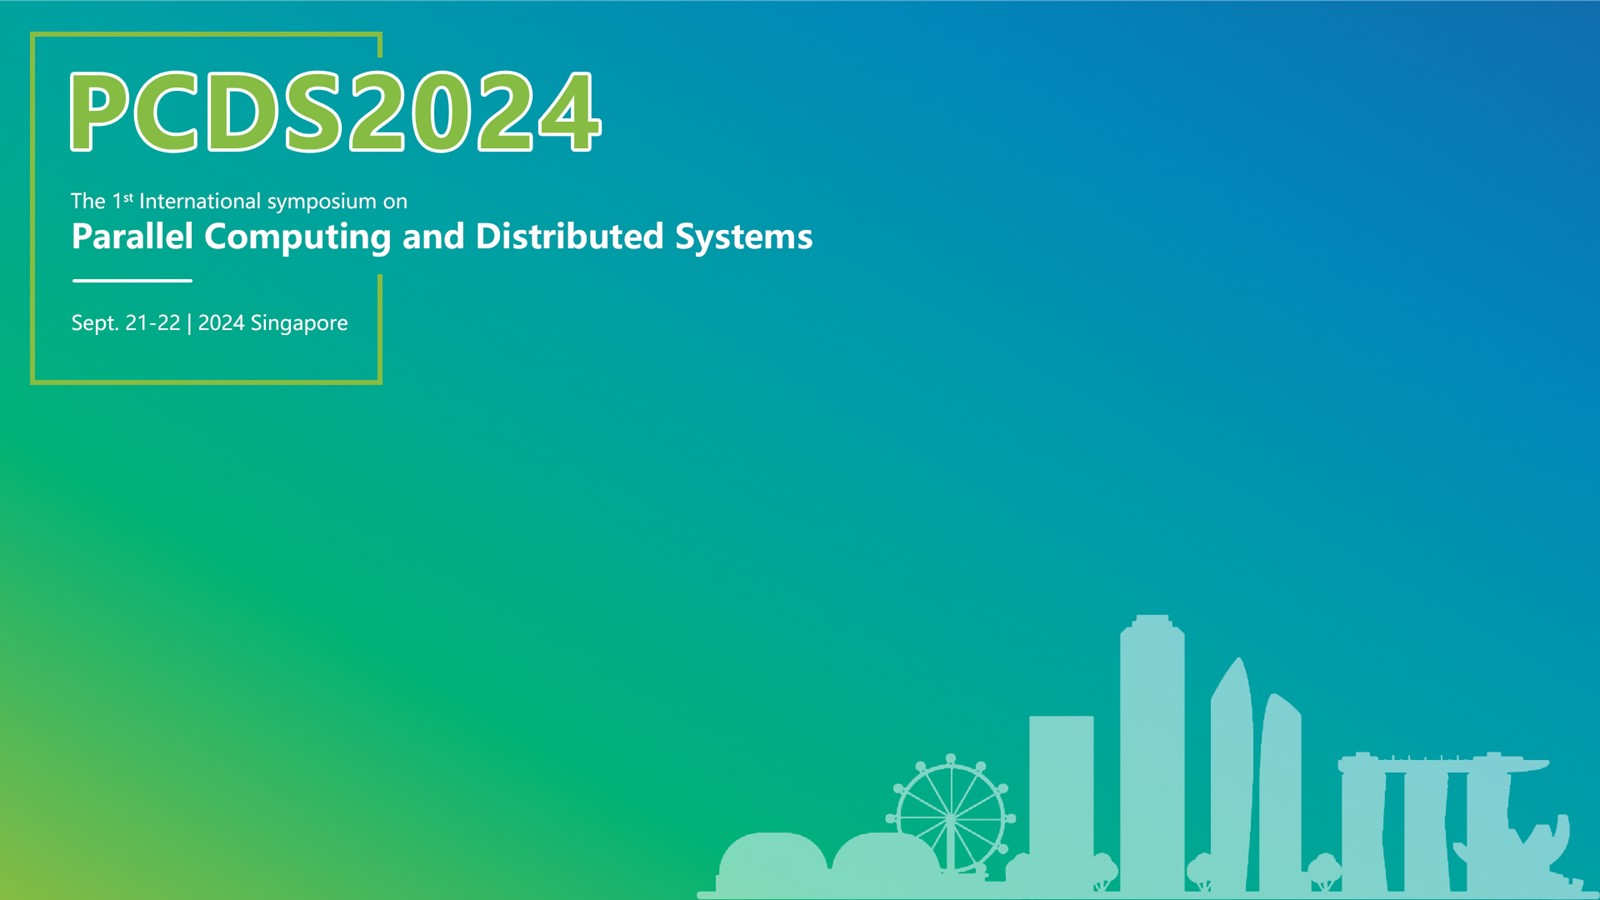 PCDS2024
The 1st International symposium on
Parallel Computing and Distributed Systems
Sept. 21-22 | 2024 Singapore